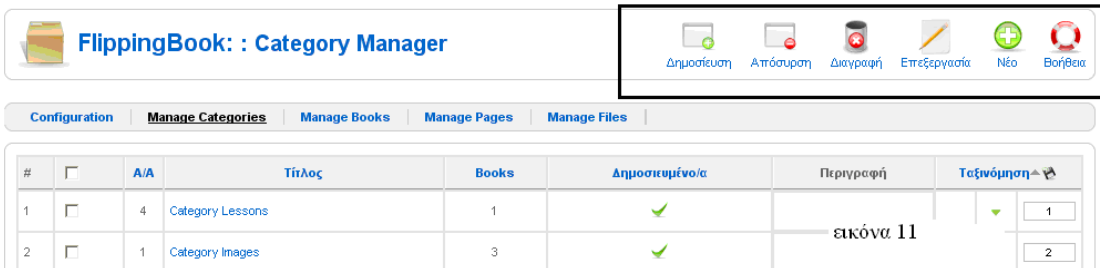 FlippingBook: : Category Manager
Δημοσίευση Απόσυρση Διαγραφή Επεξεργασία Νέο Βοήθεια
Configuration Manage Categories Manage Books Manage Pages Manage Files
# A/A Τίτλος Books Δημοσιευμένο/α Περιγραφή Ταξινόμηση
1 4 Category Lessons 1 1
εικόνα 11
2 1 Category Images 3 2